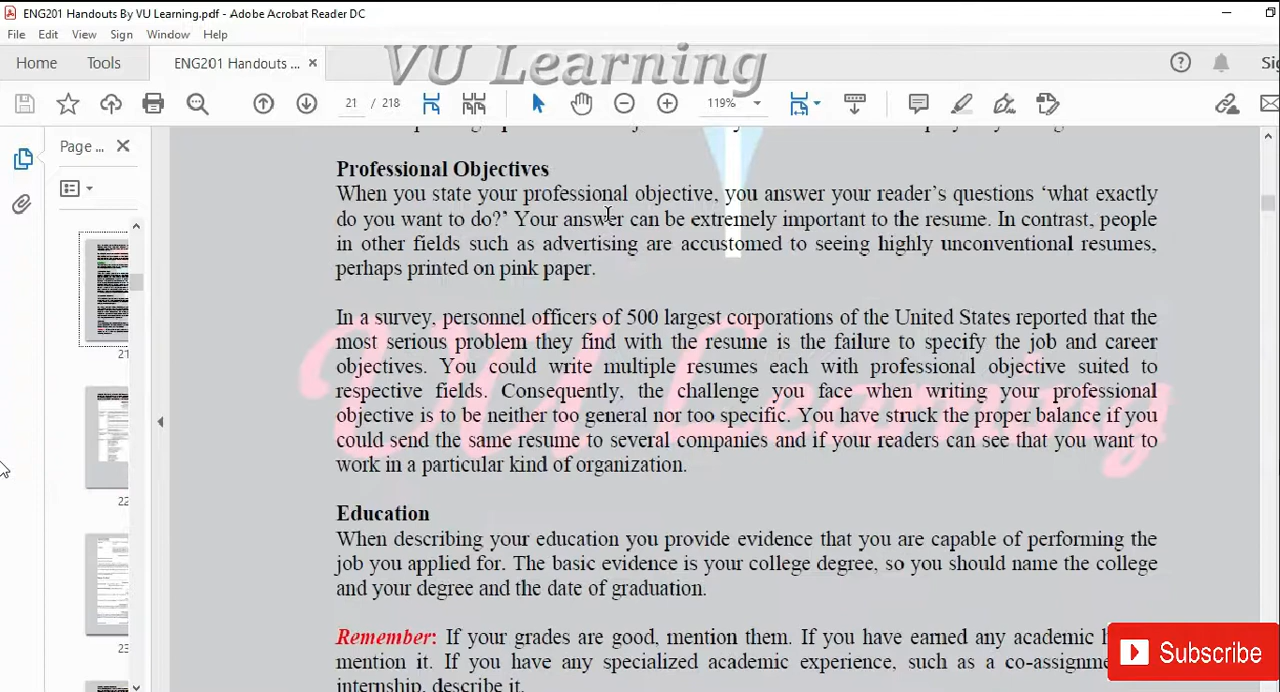 ENG201 Handouts By VU Learning.pdf - Adobe Acrobat Reader DC
File Edit View Sign Window Help
Home Tools ENG201 Handouts ... ×
VU Learning
21 / 218 119%
Page ... ×
Professional Objectives
When you state your professional objective, you answer your reader's questions ‘what exactly
do you want to do?’ Your answer can be extremely important to the resume. In contrast, people
in other fields such as advertising are accustomed to seeing highly unconventional resumes,
perhaps printed on pink paper.
In a survey, personnel officers of 500 largest corporations of the United States reported that the
most serious problem they find with the resume is the failure to specify the job and career
objectives. You could write multiple resumes each with professional objective suited to
respective fields. Consequently, the challenge you face when writing your professional
objective is to be neither too general nor too specific. You have struck the proper balance if you
could send the same resume to several companies and if your readers can see that you want to
work in a particular kind of organization.
VU Learning
Education
When describing your education you provide evidence that you are capable of performing the
job you applied for. The basic evidence is your college degree, so you should name the college
and your degree and the date of graduation.
Remember: If your grades are good, mention them. If you have earned any academic
mention it. If you have any specialized academic experience, such as a co-assignme
internship, describe it.
21
22
23
Subscribe